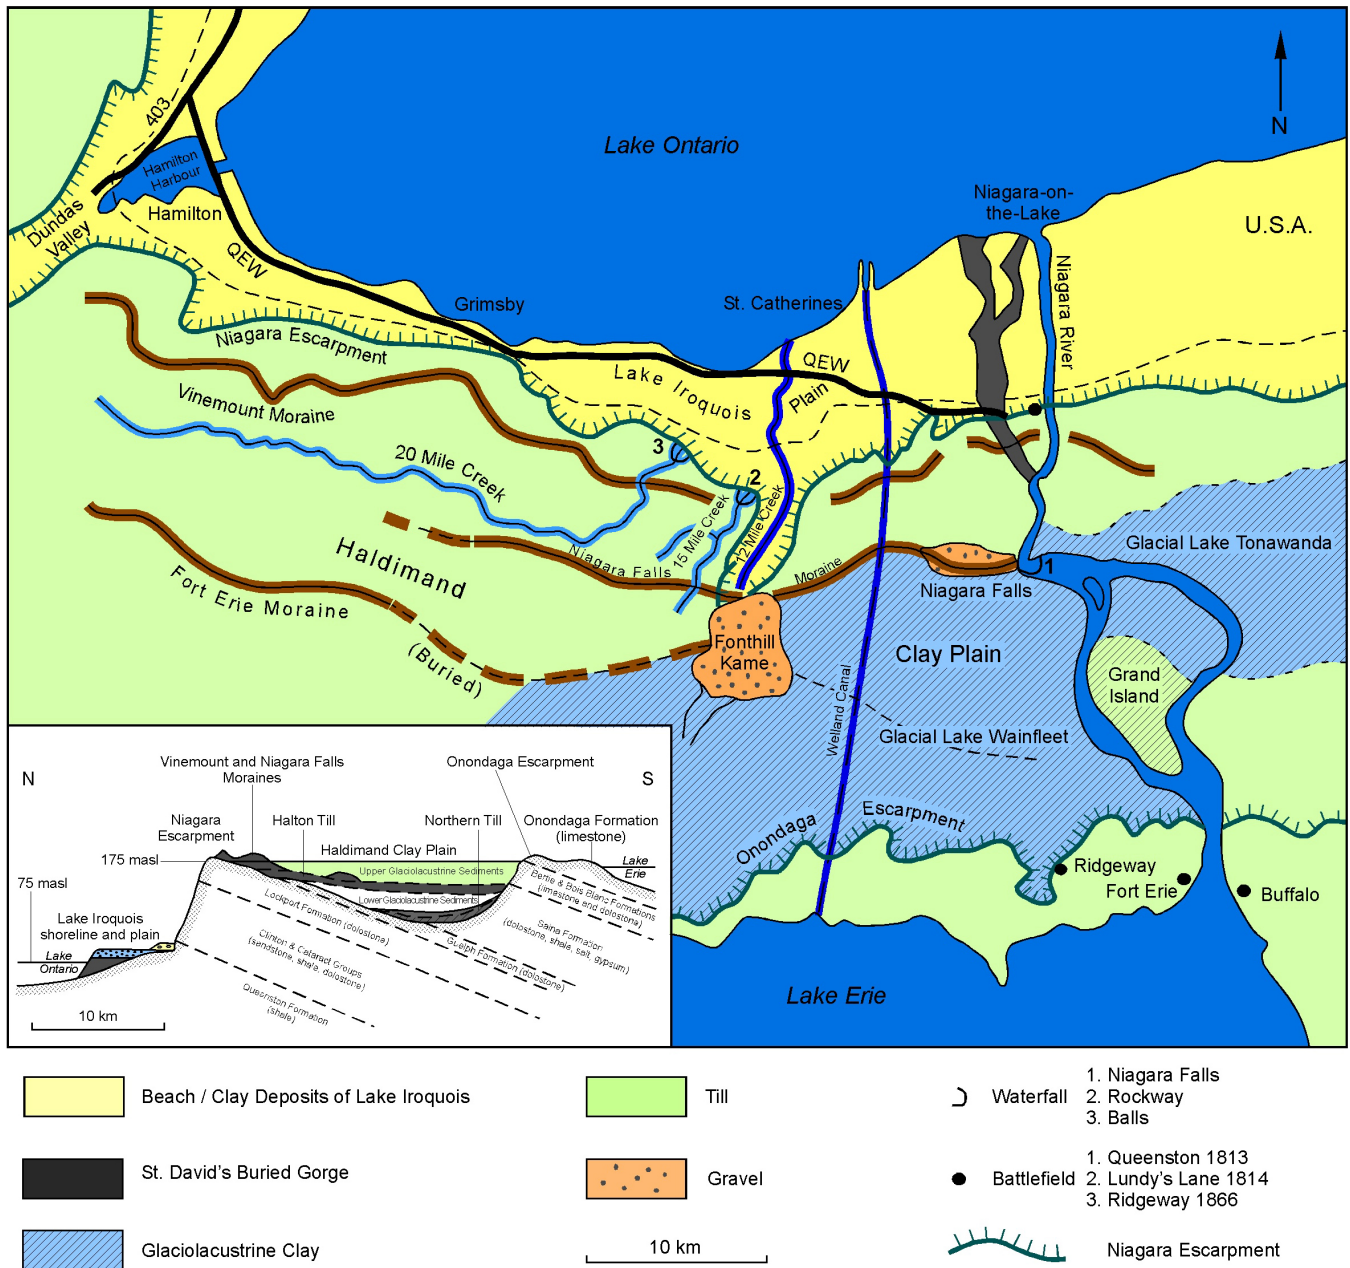 Lake Ontario
N
403
Hamilton
Harbour
Hamilton
Dundas
Valley
QEW
Grimsby
St. Catherines
Niagara-on-
the-Lake
U.S.A.
Niagara River
Niagara Escarpment
Lake Iroquois
Plain
QEW
Vinemount Moraine
20 Mile Creek
3
2
15 Mile Creek
12 Mile Creek
Haldimand
Niagara Falls
Moraine
Fort Erie Moraine
(Buried)
Fonthill
Kame
Niagara Falls
1
Glacial Lake Tonawanda
Clay Plain
Grand
Island
Welland Canal
Glacial Lake Wainfleet
Onondaga
Escarpment
Ridgeway
Fort Erie
Buffalo
Lake Erie
N
S
Vinemount and Niagara Falls
Moraines
Onondaga Escarpment
Niagara
Escarpment
Halton Till
Northern Till
Onondaga Formation
(limestone)
Haldimand Clay Plain
175 masl
Upper Glaciolacustrine Sediments
Lake
Erie
75 masl
Lower Glaciolacustrine Sediments
Bertie & Bois Blanc Formations
(limestone and dolostone)
Lockport Formation (dolostone)
Lake Iroquois
shoreline and plain
Salina Formation
(dolostone, shale, salt, gypsum)
Clinton & Cataract Groups
(sandstone, shale, dolostone)
Guelph Formation (dolostone)
Lake
Ontario
Queenston Formation
(shale)
10 km
Beach / Clay Deposits of Lake Iroquois
St. David's Buried Gorge
Glaciolacustrine Clay
Till
Gravel
10 km
Waterfall
1. Niagara Falls
2. Rockway
3. Balls
Battlefield
1. Queenston 1813
2. Lundy's Lane 1814
3. Ridgeway 1866
Niagara Escarpment